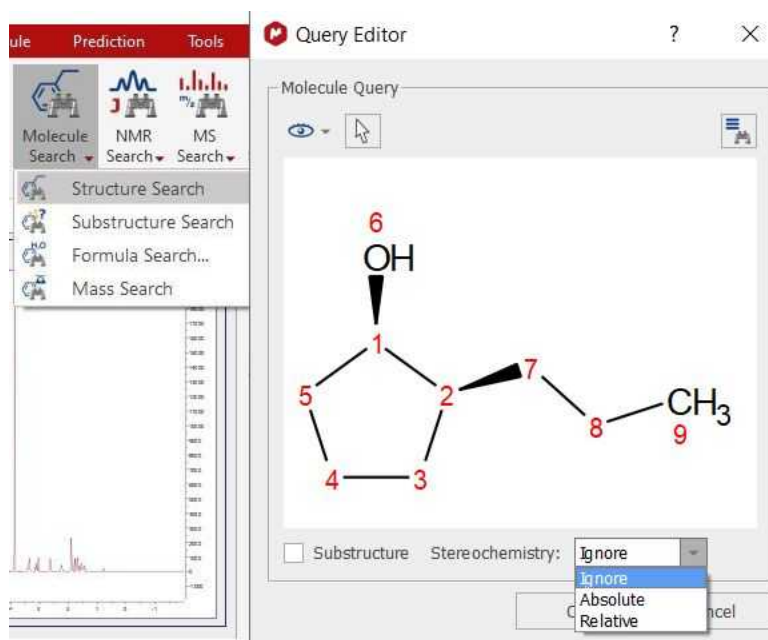 ule Prediction Tools
Molecule Search
NMR Search
MS Search
Structure Search
Substructure Search
Formula Search...
Mass Search
Query Editor
?
Molecule Query
6
OH
1
7
5
2
CH3
8
9
4
3
Substructure Stereochemistry: Ignore
Ignore
Absolute
Relative
C
ncel